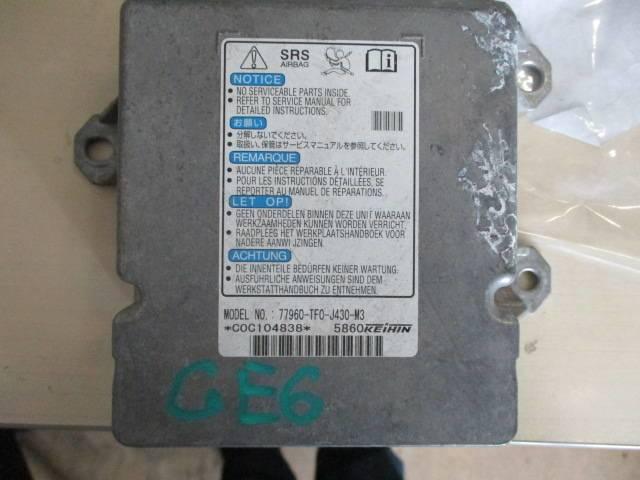 SRS
AIRBAG
NOTICE
• NO SERVICEABLE PARTS INSIDE.
• REFER TO SERVICE MANUAL FOR
DETAILED INSTRUCTIONS.
お願い
• 分解しないでください。
• 取扱い、保管はサービスマニュアルを参照してください。
REMARQUE
• AUCUNE PIÈCE RÉPARABLE À L'INTÉRIEUR.
• POUR LES INSTRUCTIONS DÉTAILLÉES, SE
REPORTER AU MANUEL DE RÉPARATIONS.
LET OP!
• GEEN ONDERDELEN BINNEN DEZE UNIT WAARAAN
WERKZAAMHEDEN KUNNEN WORDEN VERRICHT.
• RAADPLEEG HET WERKPLAATSHANDBOEK VOOR
NADERE AANWIJZINGEN.
ACHTUNG
• DIE INNENTEILE BEDÜRFEN KEINER WARTUNG.
• AUSFÜHRLICHE ANWEISUNGEN SIND DEM
WERKSTATTHANDBUCH ZU ENTNEHMEN.
MODEL NO. : 77960-TF0-J430-M3
*C0C104838* 5860 KEIHIN
GE6